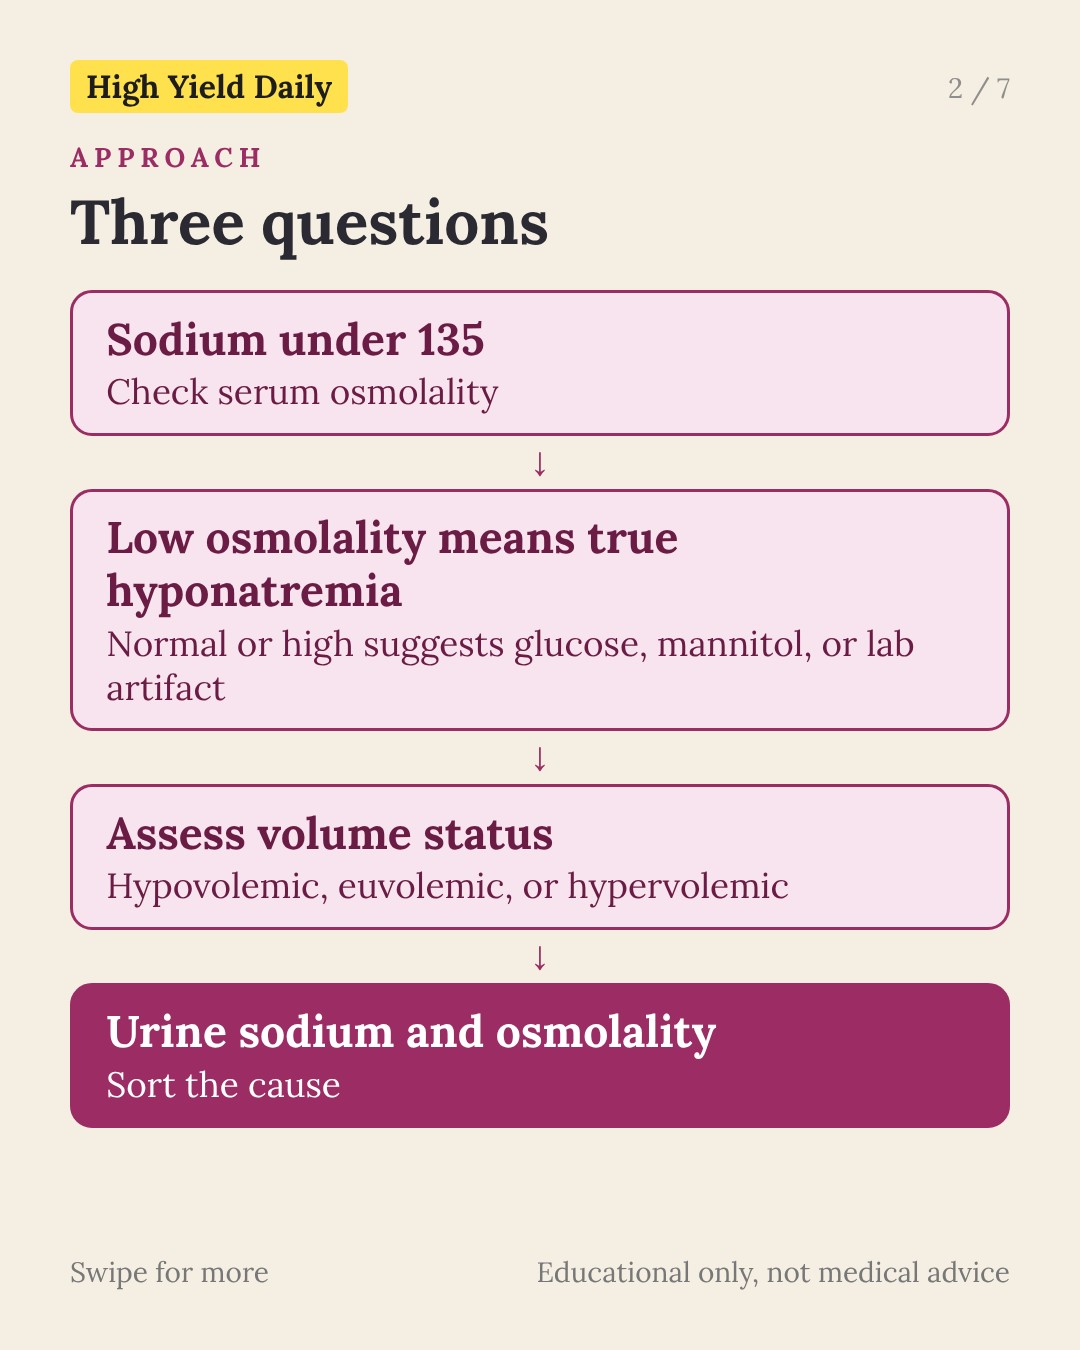 High Yield Daily
2 / 7
APPROACH
Three questions
Sodium under 135
Check serum osmolality
↓
Low osmolality means true
hyponatremia
Normal or high suggests glucose, mannitol, or lab
artifact
↓
Assess volume status
Hypovolemic, euvolemic, or hypervolemic
↓
Urine sodium and osmolality
Sort the cause
Swipe for more
Educational only, not medical advice